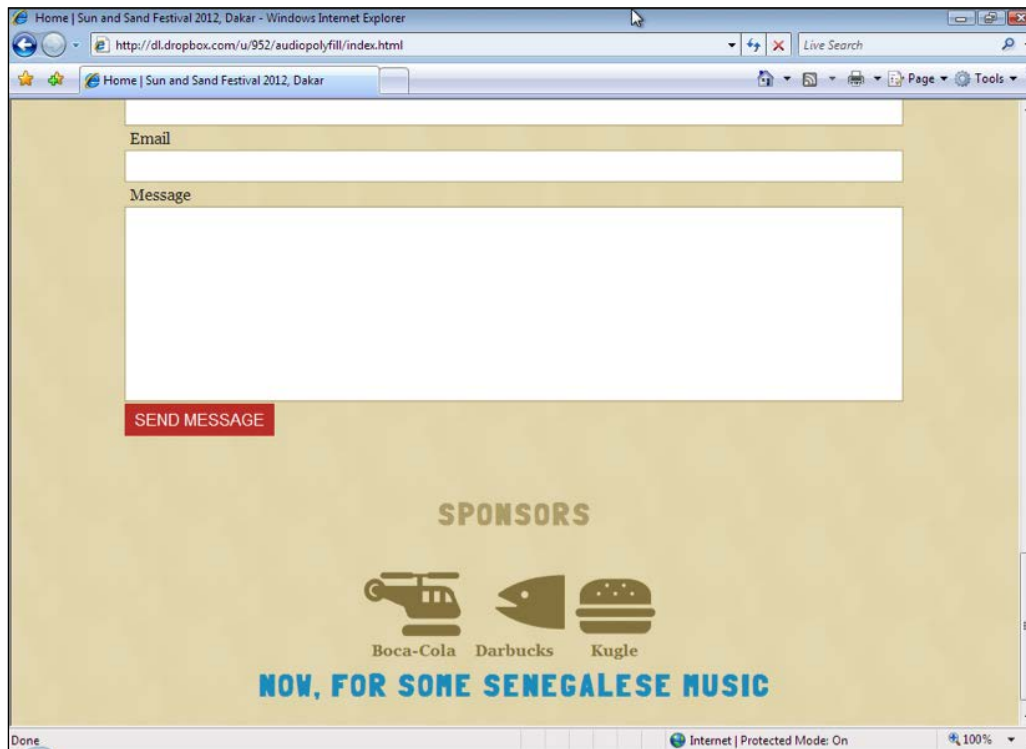 Home | Sun and Sand Festival 2012, Dakar - Windows Internet Explorer
http://dl.dropbox.com/u/952/audiopolyfill/index.html
Live Search
Home | Sun and Sand Festival 2012, Dakar
Page
Tools
Email
Message
SEND MESSAGE
SPONSORS
Boca-Cola Darbucks Kugle
NOW, FOR SOME SENEGALESE MUSIC
Done
Internet | Protected Mode: On
100%